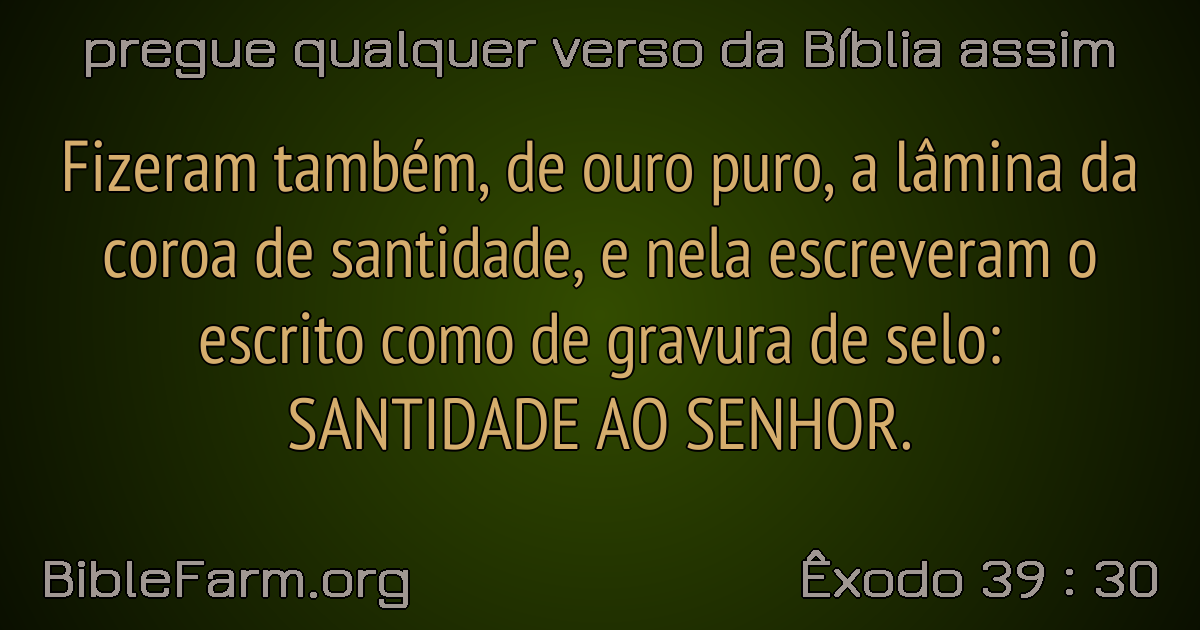 pregue qualquer verso da Bíblia assim
Fizeram também, de ouro puro, a lâmina da
coroa de santidade, e nela escreveram o
escrito como de gravura de selo:
SANTIDADE AO SENHOR.
BibleFarm.org
Êxodo 39 : 30